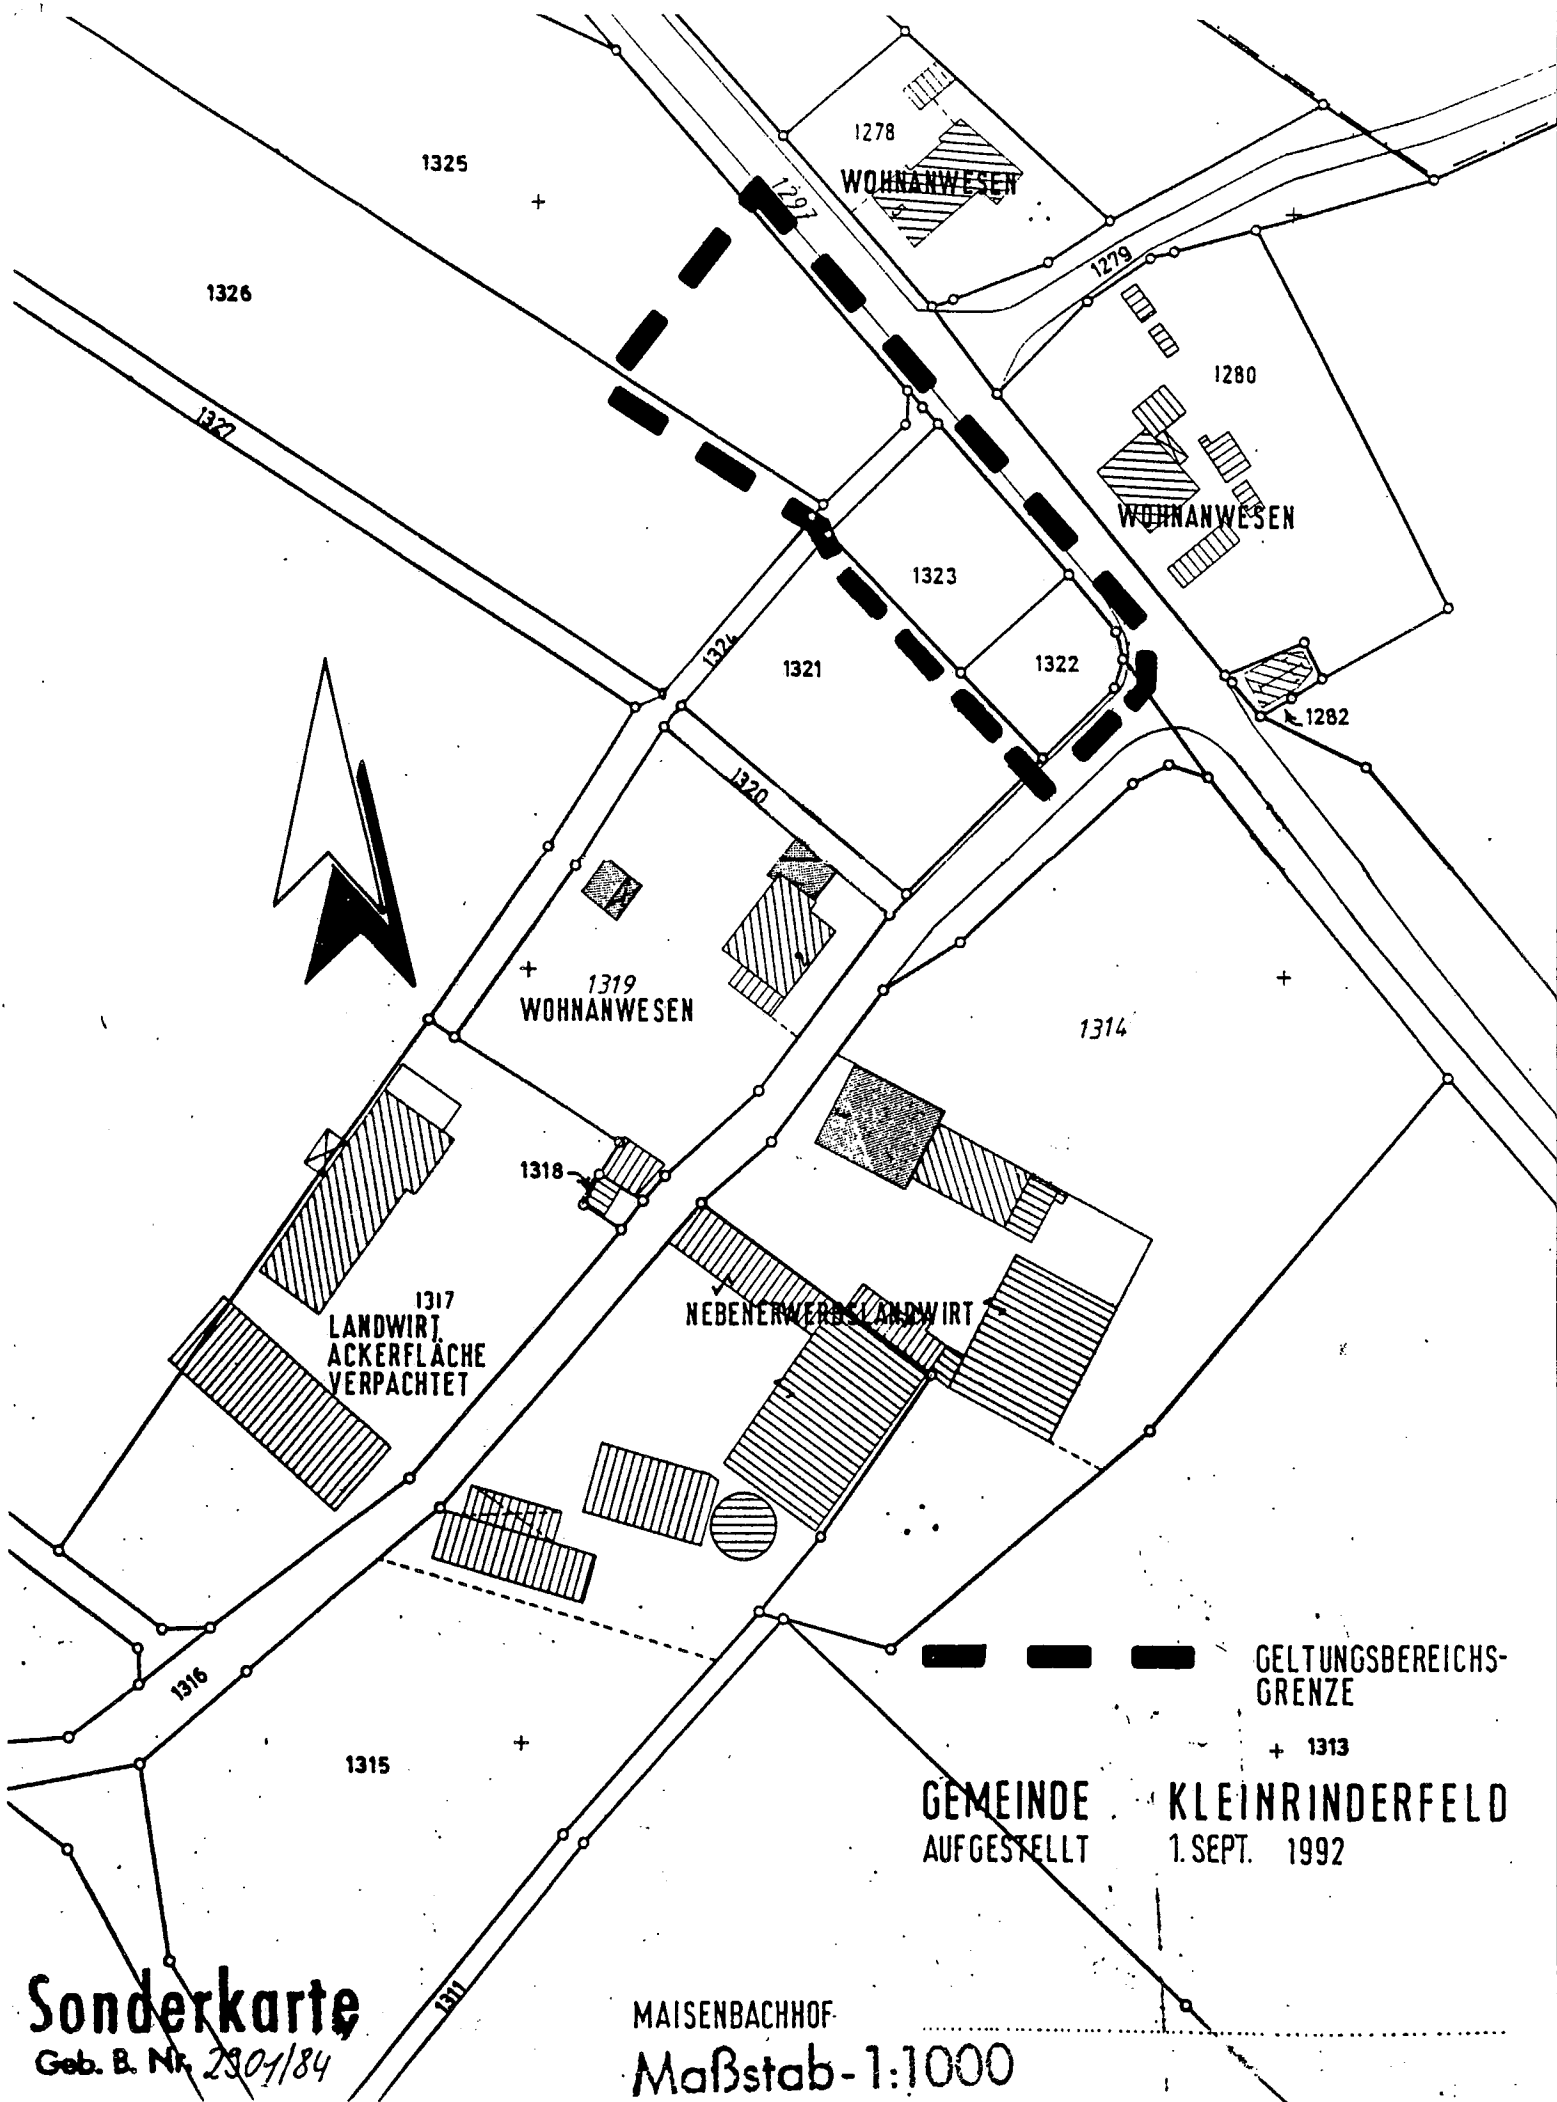 1278
1325
WOHNANWESEN
1297
1279
1326
1280
1327
WOHNANWESEN
1323
1324
1321
1322
1282
1320
1319
WOHNANWESEN
1314
1318
1317
LANDWIRT,
ACKERFLÄCHE
VERPACHTET
NEBENERWERBSLANDWIRT
GELTUNGSBEREICHS-
GRENZE
1316
1313
1315
GEMEINDE KLEINRINDERFELD
AUFGESTELLT 1. SEPT. 1992
1311
Sonderkarte
Geb. B. Nr. 2901/84
MAISENBACHHOF
Maßstab - 1:1000